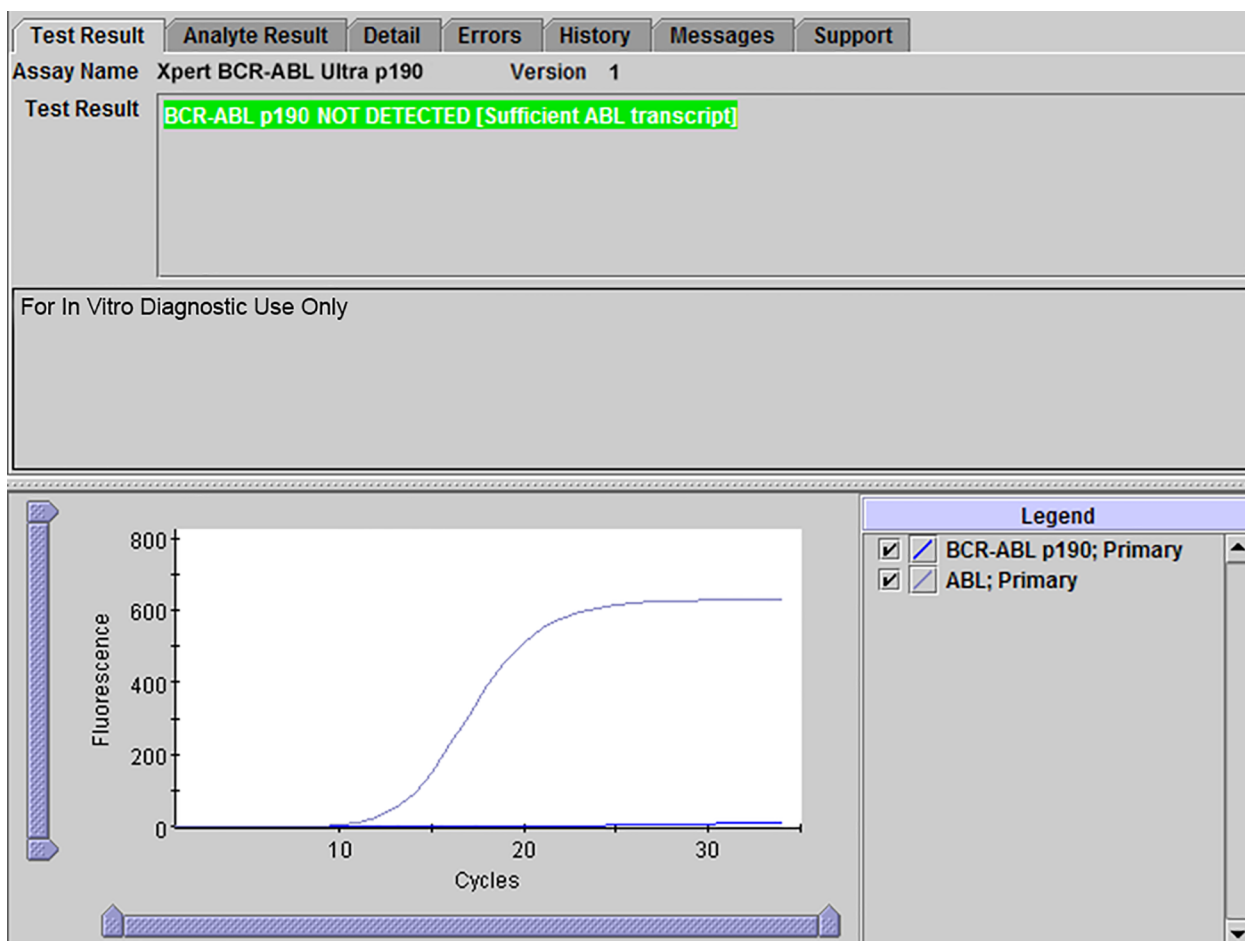 Test Result Analyte Result Detail Errors History Messages Support
Assay Name Xpert BCR-ABL Ultra p190 Version 1
Test Result BCR-ABL p190 NOT DETECTED [Sufficient ABL transcript]
For In Vitro Diagnostic Use Only
Legend
BCR-ABL p190; Primary
ABL; Primary
800
600
400
200
0
Fluorescence
10 20 30
Cycles